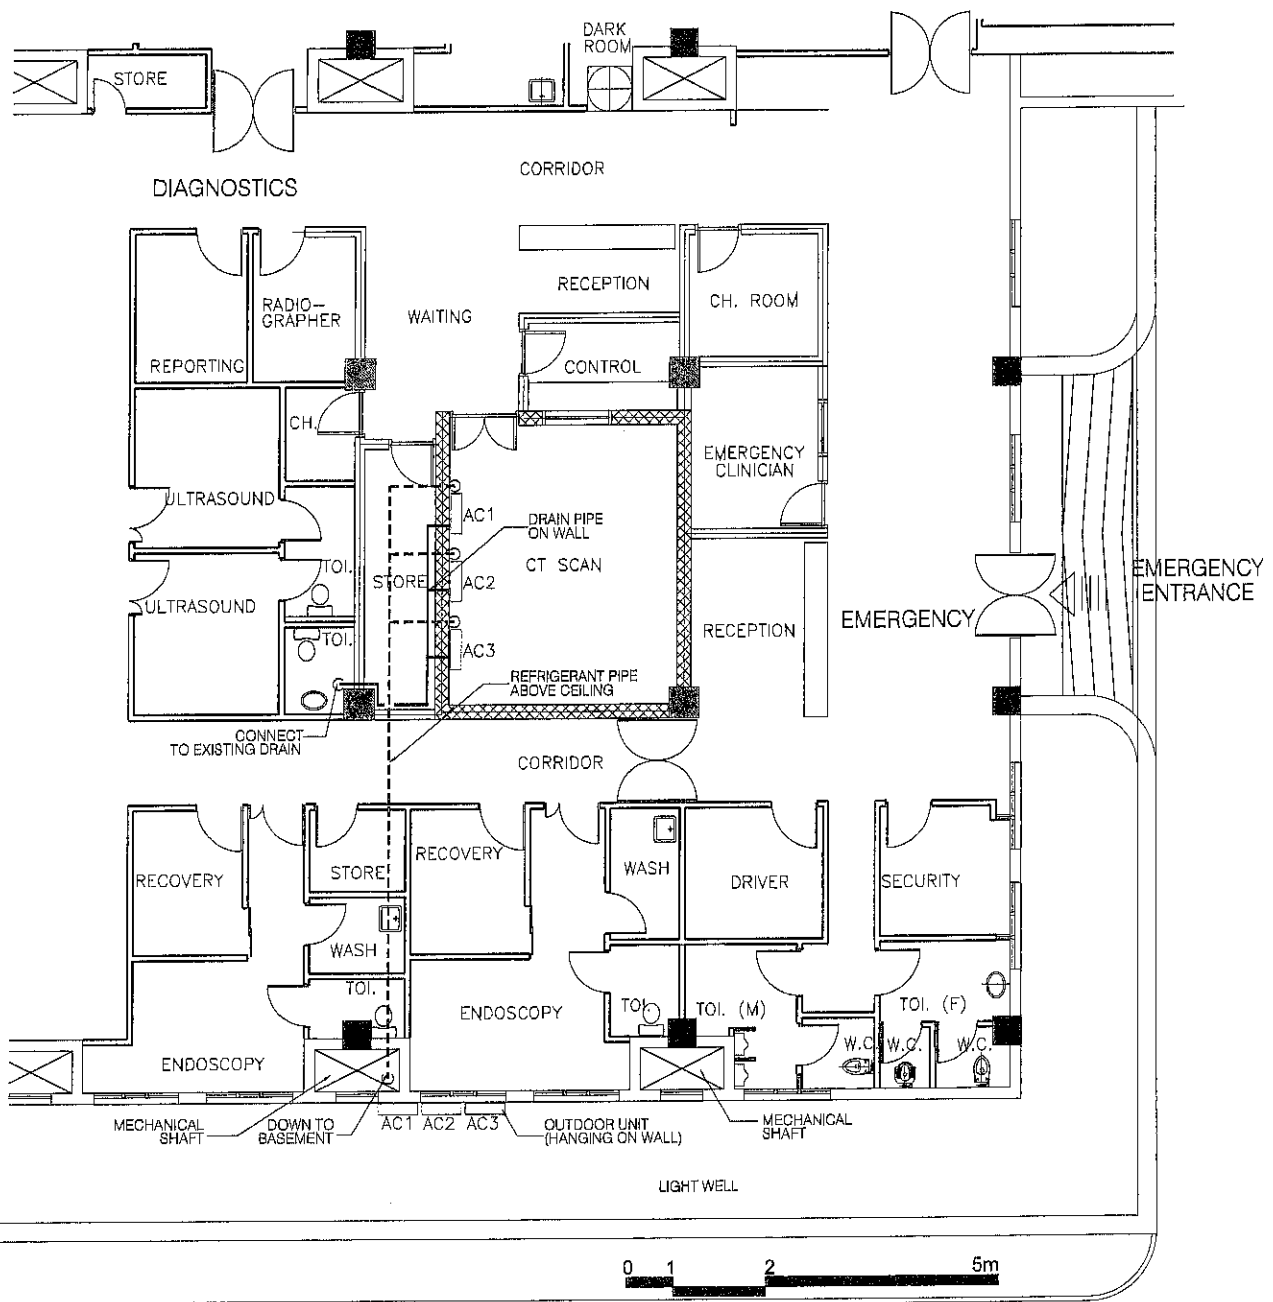 DARK
ROOM
STORE
CORRIDOR
DIAGNOSTICS
RECEPTION
RADIO-
GRAPHER
CH. ROOM
WAITING
REPORTING
CONTROL
CH.
EMERGENCY
CLINICIAN
ULTRASOUND
AC1
DRAIN PIPE
ON WALL
CT SCAN
TOI.
STORE
AC2
EMERGENCY
ENTRANCE
ULTRASOUND
EMERGENCY
RECEPTION
TOI.
AC3
REFRIGERANT PIPE
ABOVE CEILING
CONNECT
TO EXISTING DRAIN
CORRIDOR
RECOVERY
STORE
RECOVERY
WASH
DRIVER
SECURITY
WASH
TOI.
ENDOSCOPY
TOI.
TOI. (M)
TOI. (F)
W.C.
W.C.
W.C.
ENDOSCOPY
MECHANICAL
SHAFT
DOWN TO
BASEMENT
AC1
AC2
AC3
OUTDOOR UNIT
(HANGING ON WALL)
MECHANICAL
SHAFT
LIGHT WELL
0 1 2 5m